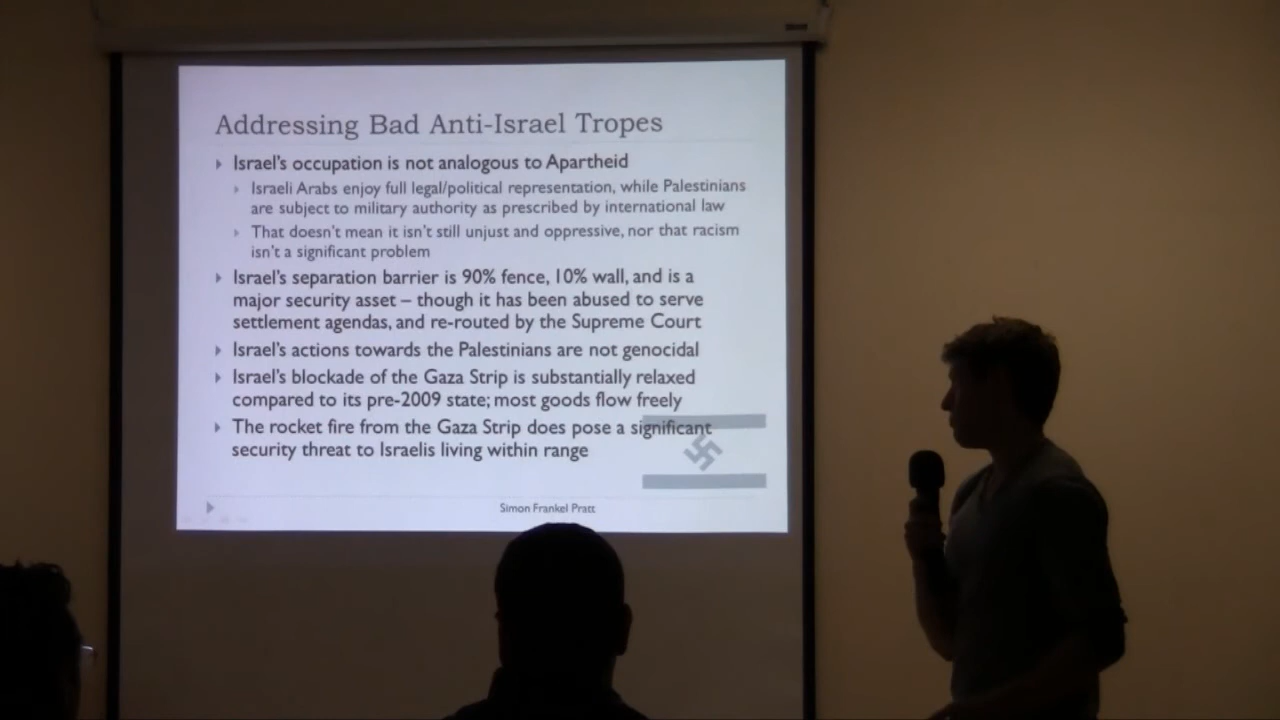 Addressing Bad Anti-Israel Tropes
Israel's occupation is not analogous to Apartheid
Israeli Arabs enjoy full legal/political representation, while Palestinians
are subject to military authority as prescribed by international law
That doesn't mean it isn't still unjust and oppressive, nor that racism
isn't a significant problem
Israel's separation barrier is 90% fence, 10% wall, and is a
major security asset – though it has been abused to serve
settlement agendas, and re-routed by the Supreme Court
Israel's actions towards the Palestinians are not genocidal
Israel's blockade of the Gaza Strip is substantially relaxed
compared to its pre-2009 state; most goods flow freely
The rocket fire from the Gaza Strip does pose a significant
security threat to Israelis living within range
Simon Frankel Pratt